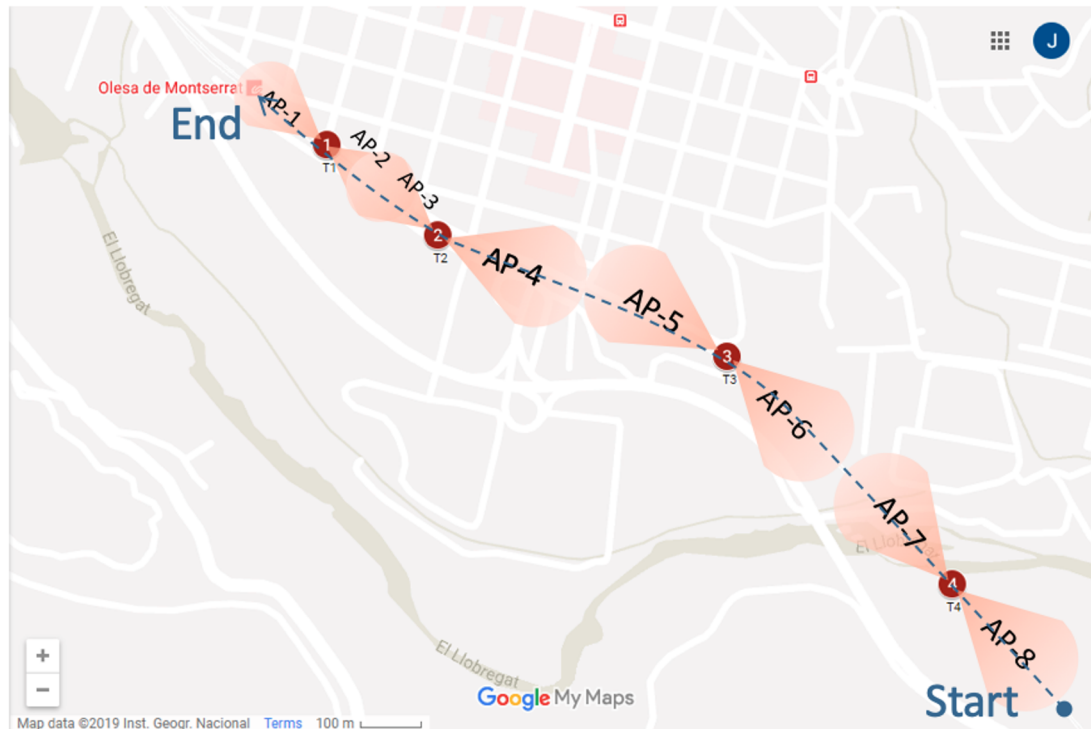 J
Olesa de Montserrat
End
AP-1
1
T1
AP-2
AP-3
2
T2
AP-4
AP-5
3
T3
AP-6
AP-7
4
T4
AP-8
Start
El Llobregat
El Llobregat
El Llobregat
+
−
Google My Maps
Map data ©2019 Inst. Geogr. Nacional Terms 100 m